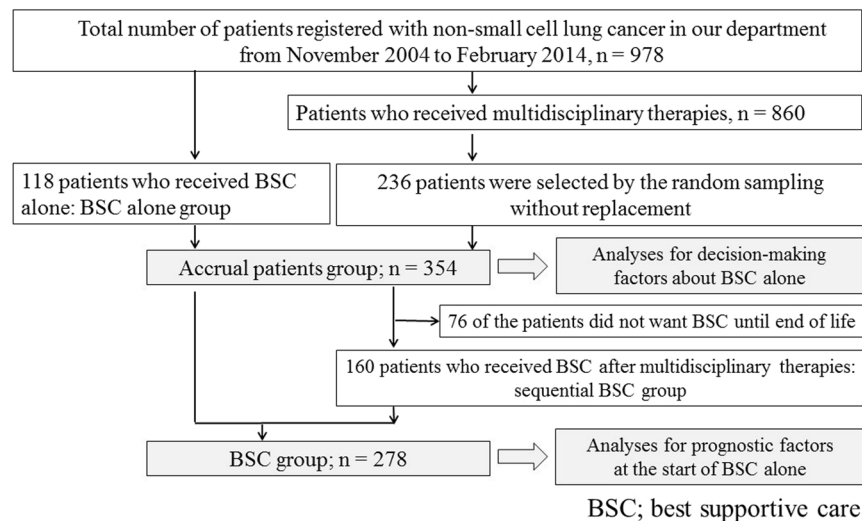 Total number of patients registered with non-small cell lung cancer in our department
from November 2004 to February 2014, n = 978
Patients who received multidisciplinary therapies, n = 860
118 patients who received BSC
alone: BSC alone group
236 patients were selected by the random sampling
without replacement
Accrual patients group; n = 354
Analyses for decision-making
factors about BSC alone
76 of the patients did not want BSC until end of life
160 patients who received BSC after multidisciplinary therapies:
sequential BSC group
BSC group; n = 278
Analyses for prognostic factors
at the start of BSC alone
BSC; best supportive care